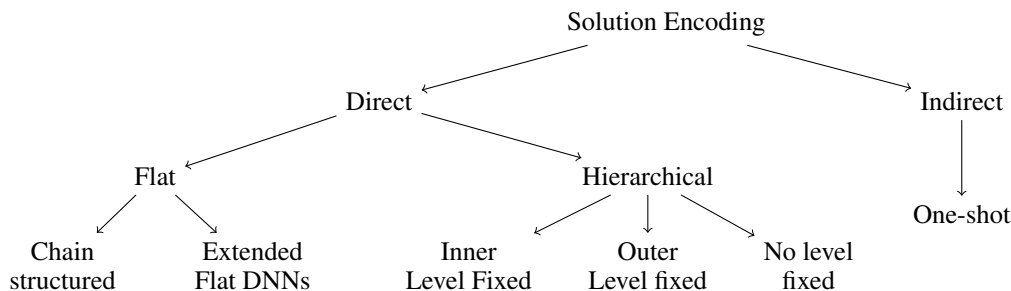 Solution Encoding
Direct
Indirect
Flat
Hierarchical
One-shot
Chain
structured
Extended
Flat DNNs
Inner
Level Fixed
Outer
Level fixed
No level
fixed